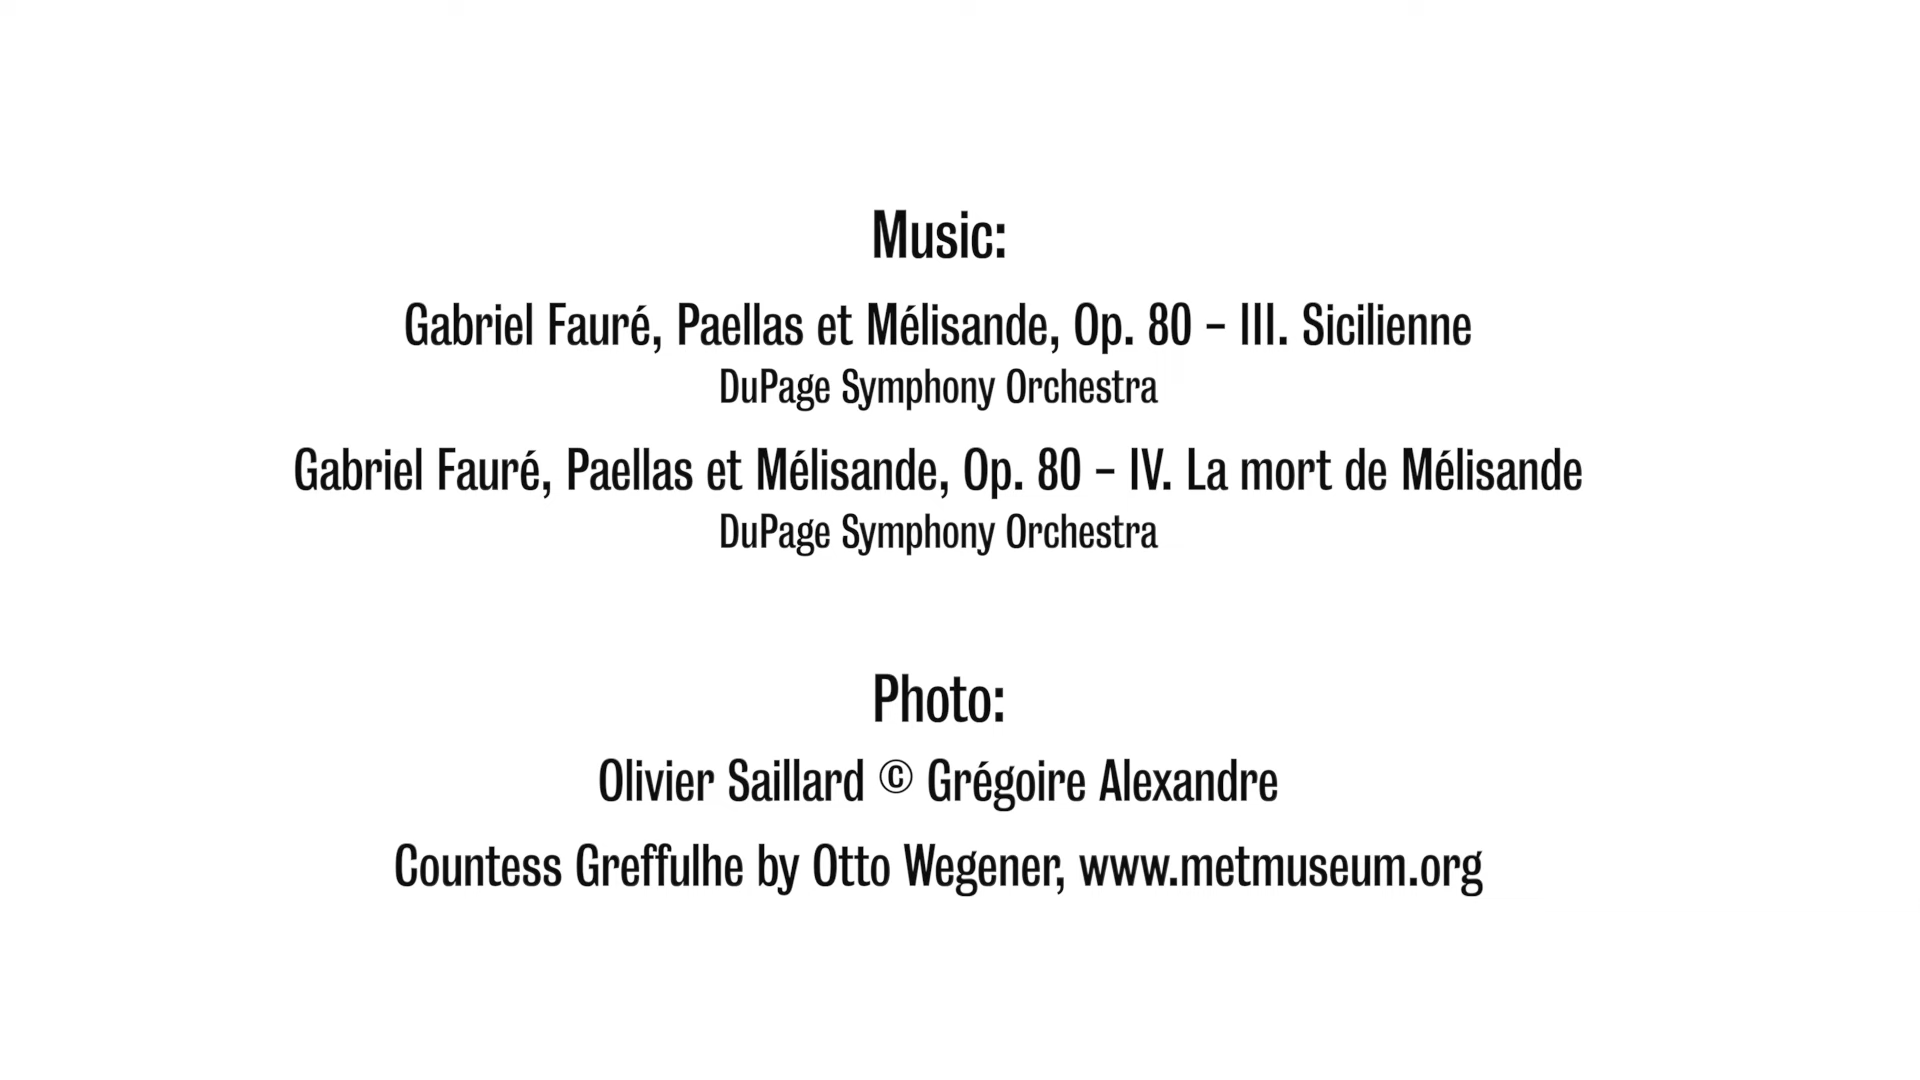 Music:
Gabriel Fauré, Paellas et Mélisande, Op. 80 – III. Sicilienne
DuPage Symphony Orchestra
Gabriel Fauré, Paellas et Mélisande, Op. 80 – IV. La mort de Mélisande
DuPage Symphony Orchestra
Photo:
Olivier Saillard © Grégoire Alexandre
Countess Greffulhe by Otto Wegener, www.metmuseum.org